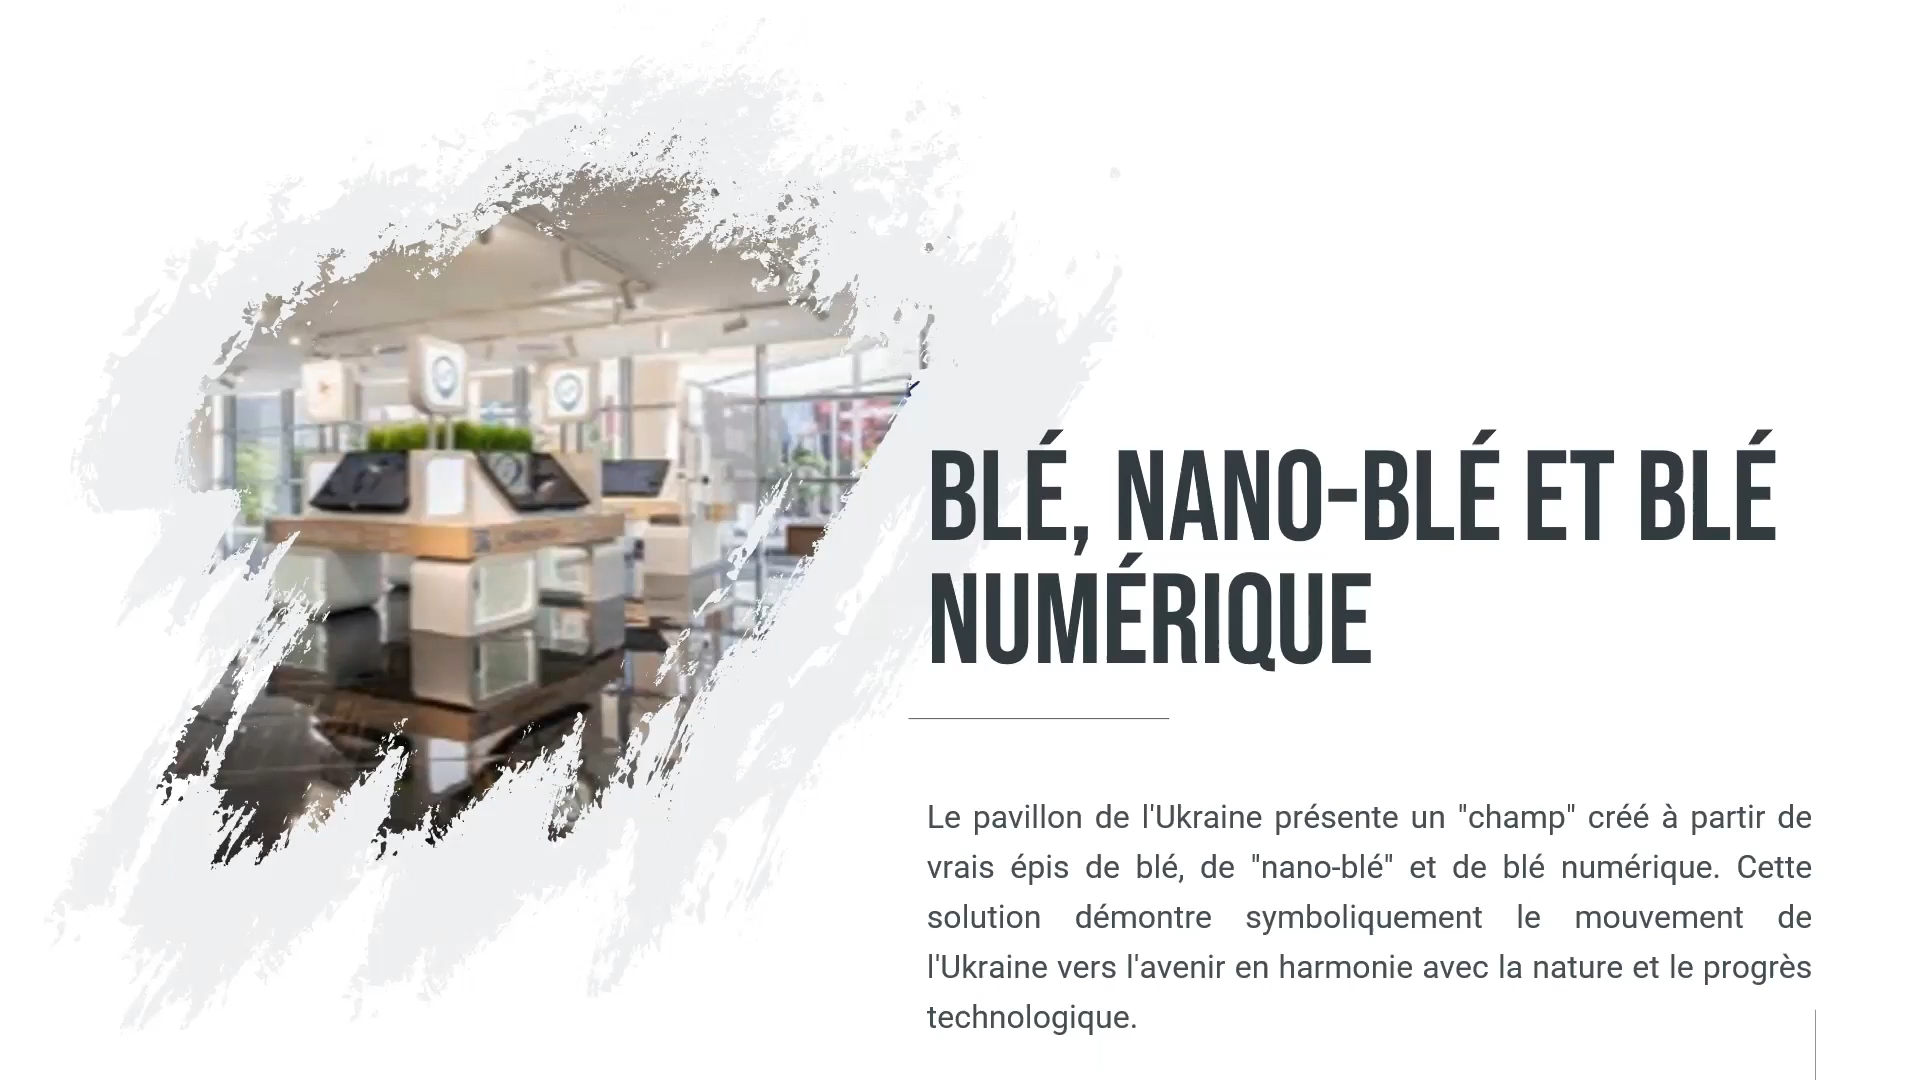 BLÉ, NANO-BLÉ ET BLÉ
NUMÉRIQUE
Le pavillon de l'Ukraine présente un "champ" créé à partir de
vrais épis de blé, de "nano-blé" et de blé numérique. Cette
solution démontre symboliquement le mouvement de
l'Ukraine vers l'avenir en harmonie avec la nature et le progrès
technologique.